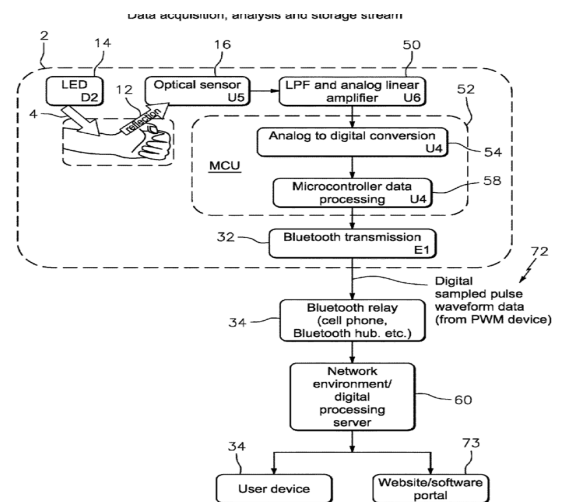 Data acquisition, analysis and storage stream
2
14
16
50
LED
D2
Optical sensor
U5
LPF and analog linear
amplifier
U6
4
12
reflection
52
Analog to digital conversion
U4
54
MCU
Microcontroller data
processing
U4
58
32
Bluetooth transmission
E1
72
Digital
sampled pulse
waveform data
(from PWM device)
34
Bluetooth relay
(cell phone,
Bluetooth hub. etc.)
Network
environment/
digital
processing
server
60
34
73
User device
Website/software
portal